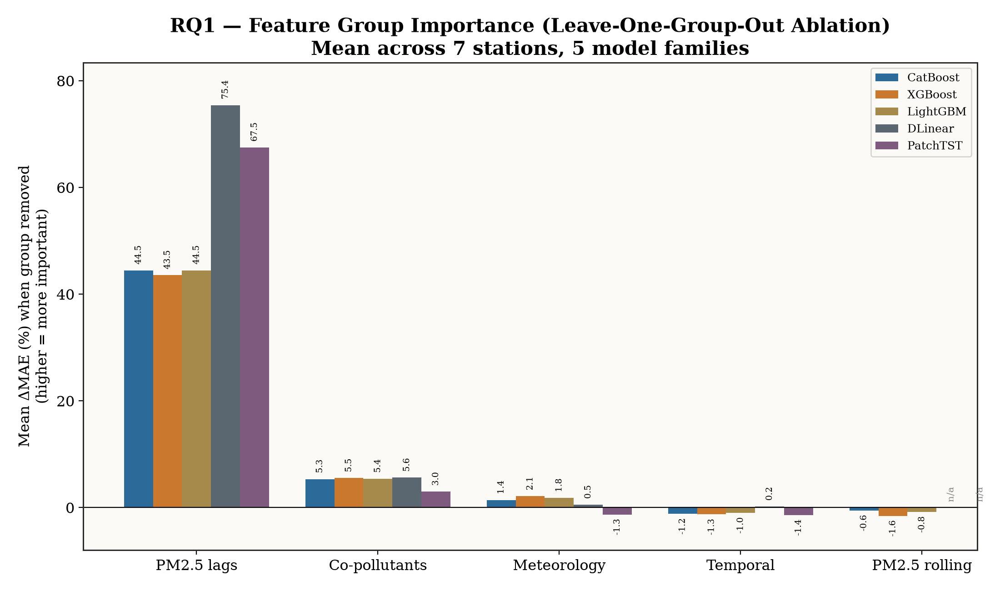 RQ1 — Feature Group Importance (Leave-One-Group-Out Ablation)
Mean across 7 stations, 5 model families
Mean ΔMAE (%) when group removed
(higher = more important)
80
60
40
20
0
CatBoost
XGBoost
LightGBM
DLinear
PatchTST
44.5
43.5
44.5
75.4
67.5
5.3
5.5
5.4
5.6
3.0
1.4
2.1
1.8
0.5
-1.3
-1.2
-1.3
-1.0
0.2
-1.4
-0.6
-1.6
-0.8
n/a
n/a
PM2.5 lags
Co-pollutants
Meteorology
Temporal
PM2.5 rolling